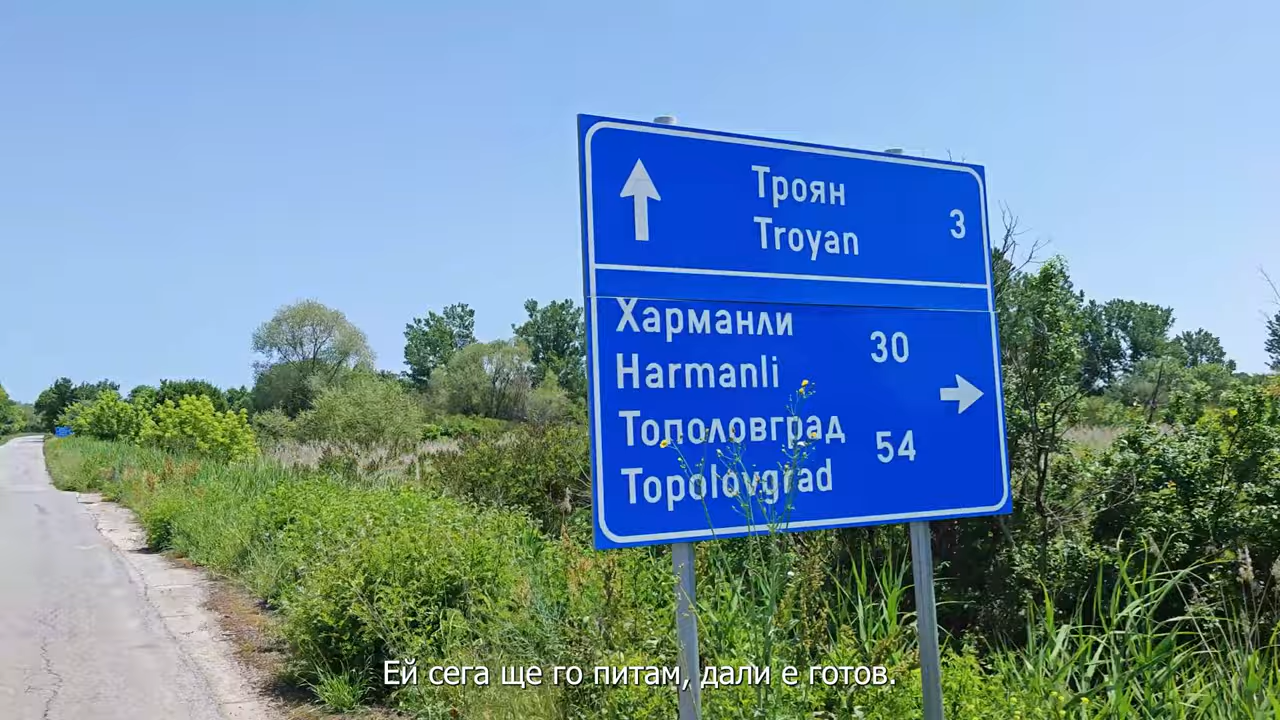 Троян
Troyan
3
Харманли
30
Harmanli
Тополовград
54
Topolovgrad
Ей сега ще го питам, дали е готов.